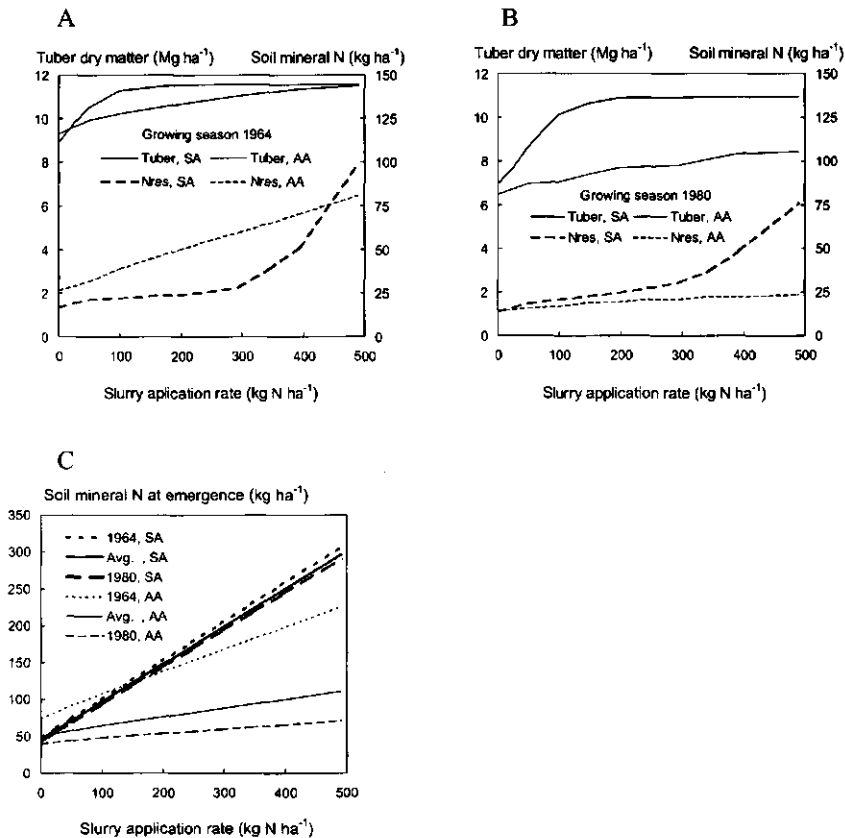 A
Tuber dry matter (Mg ha⁻¹) Soil mineral N (kg ha⁻¹)
12 150
10 125
Growing season 1964
Tuber, SA Tuber, AA
8 100
Nres, SA Nres, AA
6 75
4 50
2 25
0 0
0 100 200 300 400 500
Slurry aplication rate (kg N ha⁻¹)
B
Tuber dry matter (Mg ha⁻¹) Soil mineral N (kg ha⁻¹)
12 150
10 125
8 100
6 75
Growing season 1980
Tuber, SA Tuber, AA
4 50
Nres, SA Nres, AA
2 25
0 0
0 100 200 300 400 500
Slurry application rate (kg N ha⁻¹)
C
Soil mineral N at emergence (kg ha⁻¹)
350
1964, SA
300
Avg. , SA
1980, SA
250
1964, AA
200
Avg. , AA
1980, AA
150
100
50
0
0 100 200 300 400 500
Slurry application rate (kg N ha⁻¹)